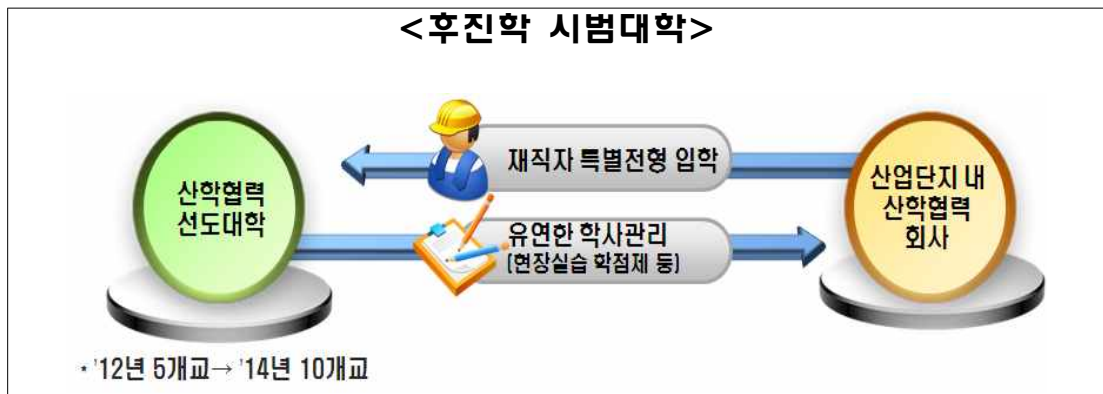 <후진학 시범대학>
재직자 특별전형 입학
산학협력
선도대학
산업단지 내
산학협력
회사
유연한 학사관리
(현장실습 학점제 등)
* '12년 5개교→ '14년 10개교